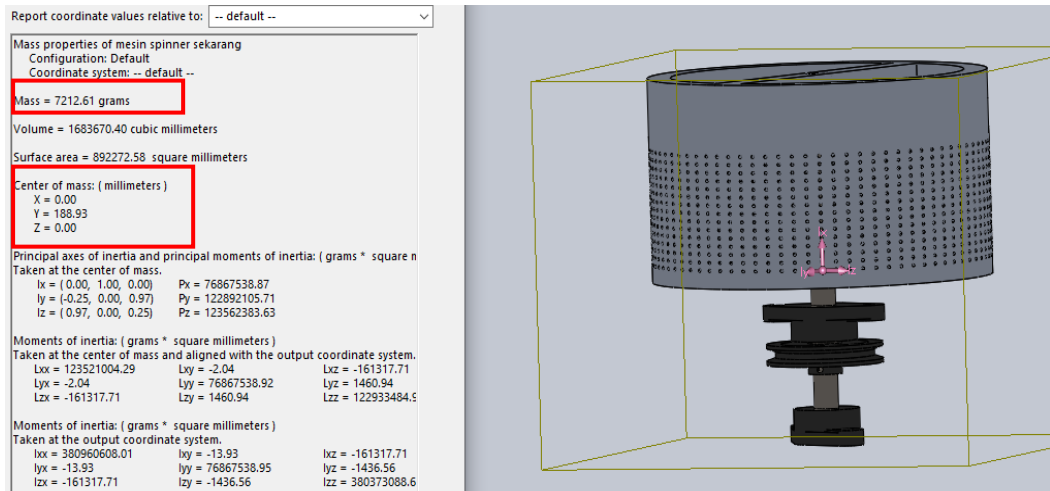 Report coordinate values relative to: -- default --
Mass properties of mesin spinner sekarang
Configuration: Default
Coordinate system: -- default --
Mass = 7212.61 grams
Volume = 1683670.40 cubic millimeters
Surface area = 892272.58 square millimeters
Center of mass: ( millimeters )
X = 0.00
Y = 188.93
Z = 0.00
Principal axes of inertia and principal moments of inertia: ( grams * square
Taken at the center of mass.
Ix = ( 0.00, 1.00, 0.00) Px = 76867538.87
Iy = (-0.25, 0.00, 0.97) Py = 122892105.71
Iz = ( 0.97, 0.00, 0.25) Pz = 123562383.63
Moments of inertia: ( grams * square millimeters )
Taken at the center of mass and aligned with the output coordinate system.
Lxx = 123521004.29 Lxy = -2.04 Lxz = -161317.71
Lyx = -2.04 Lyy = 76867538.92 Lyz = 1460.94
Lzx = -161317.71 Lzy = 1460.94 Lzz = 122933484.9
Moments of inertia: ( grams * square millimeters )
Taken at the output coordinate system.
Ixx = 380960608.01 Ixy = -13.93 Ixz = -161317.71
Iyx = -13.93 Iyy = 76867538.95 Iyz = -1436.56
Izx = -161317.71 Izy = -1436.56 Izz = 380373088.6